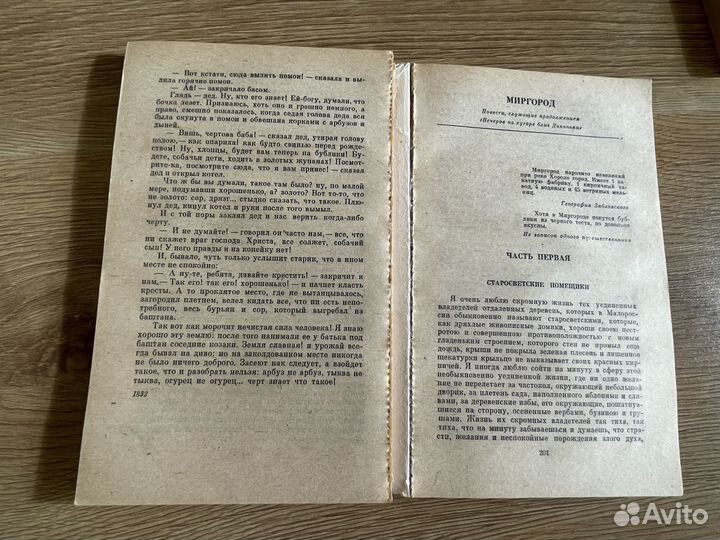 — Вот кстати, сюда вылить помои! — сказала и вы-
лила горячие помои.
— Ай! — закричало басом.
Глядь — дед. Ну, кто его знает! Ей-богу, думали, что
бочка лезет. Признаюсь, хоть оно и грешно немного, а
право, смешно показалось, когда седая голова деда вся
была окунута в помои и обвешана корками с арбузов и
дыней.
— Вишь, чертова баба! — сказал дед, утирая голову
полою,— как опарила! как будто свинью перед рожде-
ством! Ну, хлопцы, будет вам теперь на бублики! Бу-
дете, собачьи дети, ходить в золотых жупанах! Посмо-
трите, посмотрите сюда, что я вам принес! — сказал
дед и открыл котел.
Что ж бы вы думали, такое там было? ну, по малой
мере, подумавши хорошенько, а? золото? Вот то-то, что
не золото: сор, дрязг... стыдно сказать, что такое. Плю-
нул дед, кинул котел и руки после того вымыл.
И с той поры заклял дед и нас верить когда-либо
черту.
— И не думайте! — говорил он часто нам,— все, что
ни скажет враг господа Христа, все солжет, собачий
сын! У него правды и на копейку нет!
И, бывало, чуть только услышит старик, что в ином
месте не спокойно:
— А ну-те, ребята, давайте крестить! — закричит к
нам.— Так его! так его! хорошенько! — и начнет класть
кресты. А то проклятое место, где не вытанцывалось,
загородил плетнем, велел кидать все, что ни есть непо-
требного, весь бурьян и сор, который выгребал из
баштана.
Так вот как морочит нечистая сила человека! Я знаю
хорошо эту землю: после того нанимали ее у батька под
баштан соседние козаки. Земля славная! и урожай все-
гда бывал на диво; но на заколдованном месте никогда
не было ничего доброго. Засеют как следует, а взойдет
такое, что и разобрать нельзя: арбуз не арбуз, тыква не
тыква, огурец не огурец... черт знает что такое!
1832
МИРГОРОД
Повести, служащие продолжением
«Вечеров на хуторе близ Диканьки»
Миргород нарочито невеликий
при реке Хороле город. Имеет 1 ка-
натную фабрику, 1 кирпичный за-
вод, 4 водяных и 45 ветряных мель-
ниц.
География Зябловского
Хотя в Миргороде пекутся буб-
лики из черного теста, но довольно
вкусны.
Из записок одного путешественника
ЧАСТЬ ПЕРВАЯ
СТАРОСВЕТСКИЕ ПОМЕЩИКИ
Я очень люблю скромную жизнь тех уединенных
владетелей отдаленных деревень, которых в Малорос-
сии обыкновенно называют старосветскими, которые,
как дряхлые живописные домики, хороши своею пест-
ротою и совершенною противоположностью с новым
гладеньким строением, которого стен не промыл еще
дождь, крыши не покрыла зеленая плесень и лишенное
щекатурки крыльцо не выказывает своих красных кир-
пичей. Я иногда люблю сойти на минуту в сферу этой
необыкновенно уединенной жизни, где ни одно желание
не перелетает за частокол, окружающий небольшой
дворик, за плетень сада, наполненного яблонями и сли-
вами, за деревенские избы, его окружающие, пошатнув-
шиеся на сторону, осененные вербами, бузиною и гру-
шами. Жизнь их скромных владетелей так тиха, так
тиха, что на минуту забываешься и думаешь, что стра-
сти, желания и неспокойные порождения злого духа,
201
Avito